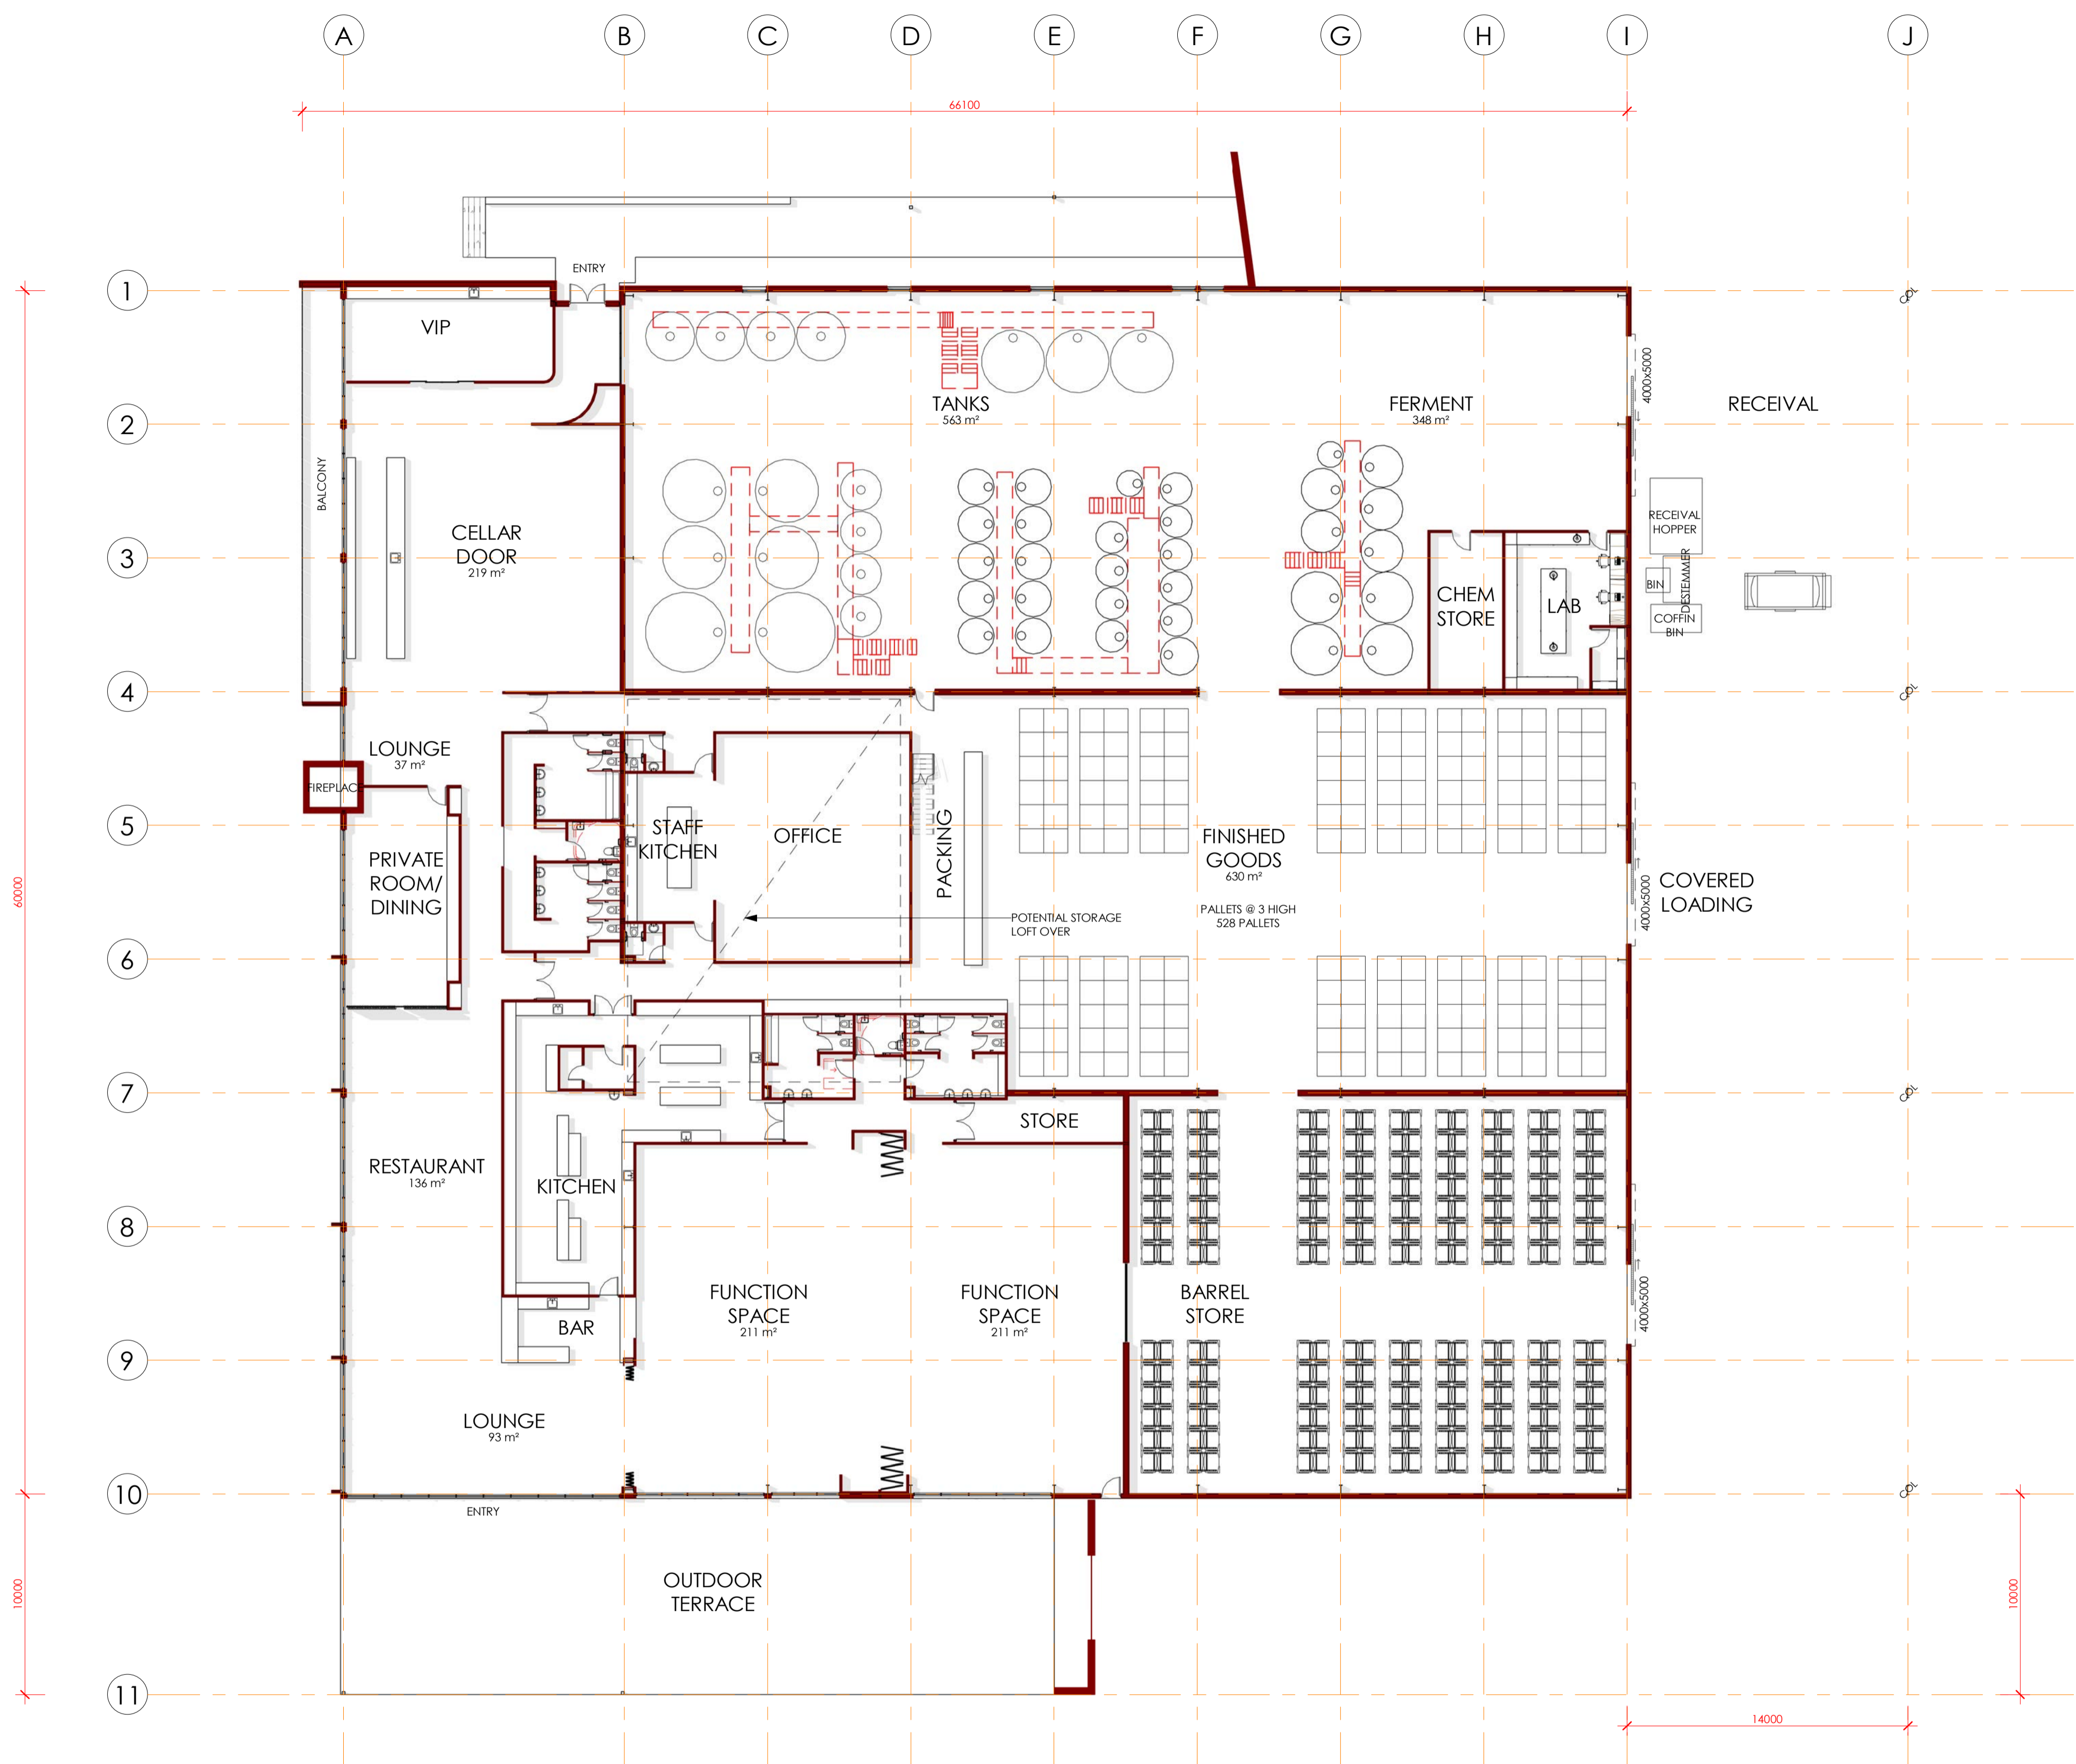 A B C D E F G H I J
66100
ENTRY
1
VIP
4000x5000
TANKS
563 m²
FERMENT
348 m²
RECEIVAL
2
BALCONY
CELLAR
DOOR
219 m²
RECEIVAL
HOPPER
3
DESTEMMER
BIN
CHEM
STORE
LAB
COFFIN
BIN
COL
COL
4
LOUNGE
37 m²
FIREPLACE
5
STAFF
KITCHEN
OFFICE
PACKING
FINISHED
GOODS
630 m²
PRIVATE
ROOM/
DINING
60000
4000x5000
COVERED
LOADING
POTENTIAL STORAGE
LOFT OVER
PALLETS @ 3 HIGH
528 PALLETS
6
7
COL
STORE
RESTAURANT
136 m²
KITCHEN
8
FUNCTION
SPACE
211 m²
FUNCTION
SPACE
211 m²
BARREL
STORE
4000x5000
BAR
9
LOUNGE
93 m²
10
COL
ENTRY
OUTDOOR
TERRACE
10000
10000
11
14000